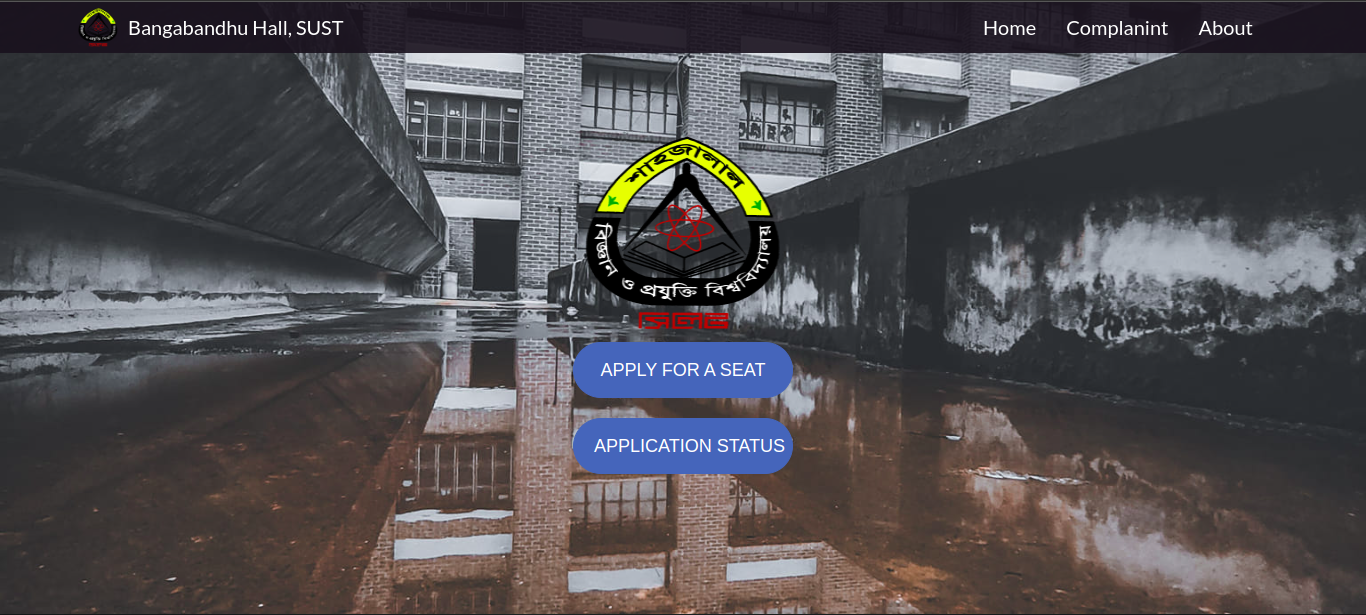 Bangabandhu Hall, SUST
Home Complanint About
শাহজালাল
বিজ্ঞান ও প্রযুক্তি বিশ্ববিদ্যালয়
APPLY FOR A SEAT
APPLICATION STATUS